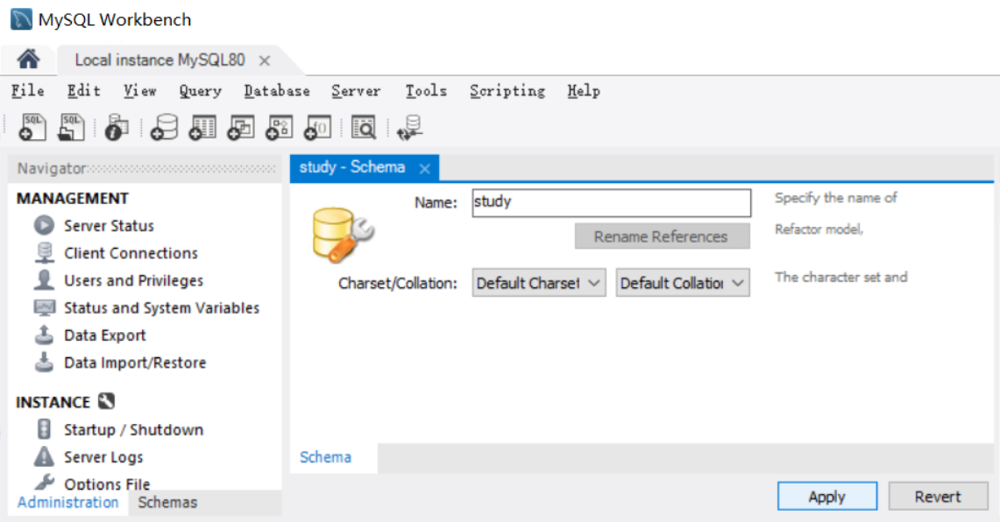 MySQL Workbench
Local instance MySQL80
File Edit View Query Database Server Tools Scripting Help
SQL SQL
Navigator
study - Schema
MANAGEMENT
Server Status
Client Connections
Users and Privileges
Status and System Variables
Data Export
Data Import/Restore
INSTANCE
Startup / Shutdown
Server Logs
Options File
Administration Schemas
Name: study Specify the name of
Rename References Refactor model,
Charset/Collation: Default Charset Default Collation The character set and
Schema
Apply Revert